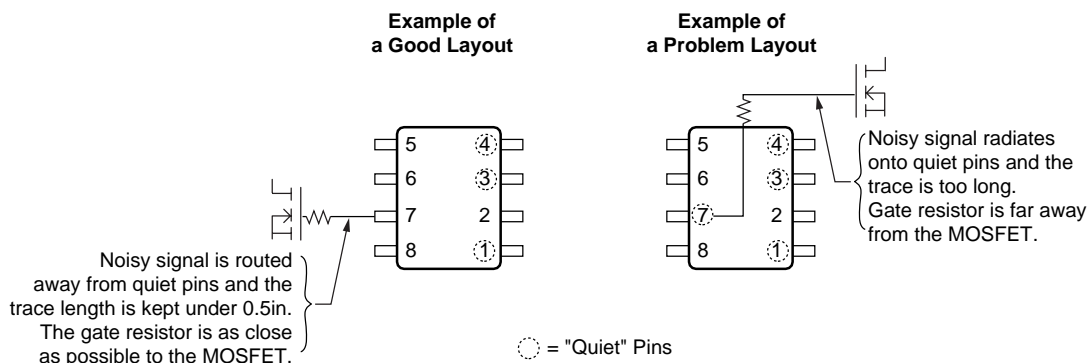 Example of
a Good Layout
Example of
a Problem Layout
5 4
6 3
7 2
8 1
5 4
6 3
7 2
8 1
Noisy signal radiates
onto quiet pins and the
trace is too long.
Gate resistor is far away
from the MOSFET.
Noisy signal is routed
away from quiet pins and the
trace length is kept under 0.5in.
The gate resistor is as close
as possible to the MOSFET.
= "Quiet" Pins